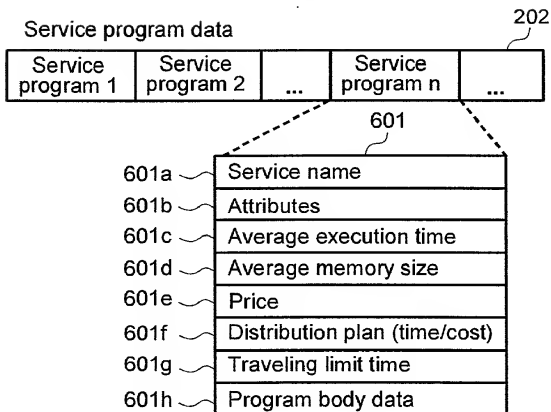 202
Service program data
Service program 1 Service program 2 ... Service program n ...
601
601a Service name
601b Attributes
601c Average execution time
601d Average memory size
601e Price
601f Distribution plan (time/cost)
601g Traveling limit time
601h Program body data